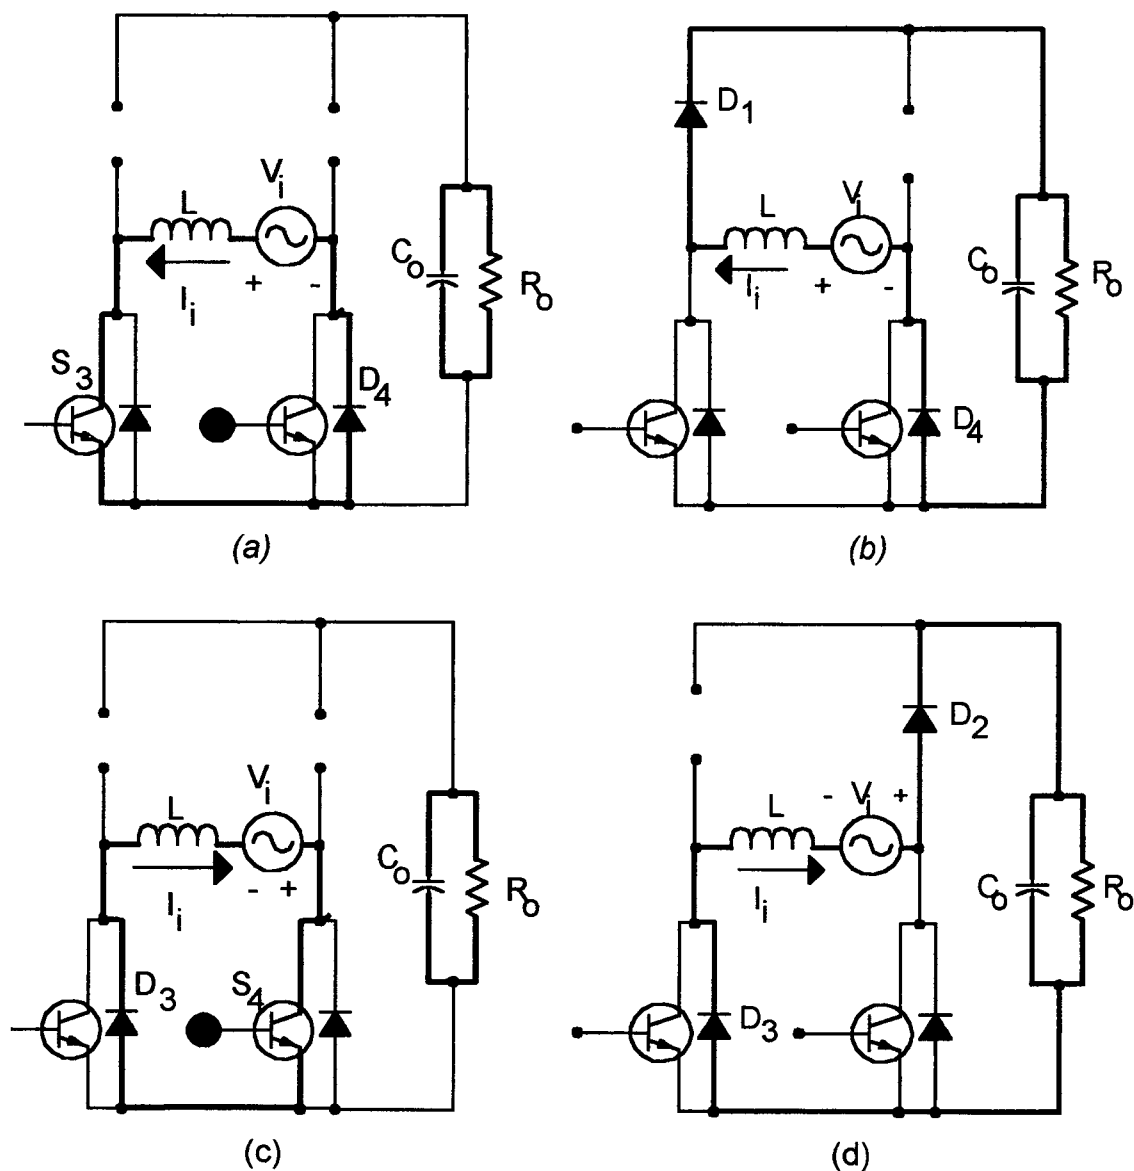 D1
Vi
L
+ -
Ii
Co
Ro
S3
D4
(a)
Vi
L
+ -
Ii
Co
Ro
D4
(b)
Vi
L
- +
Ii
Co
Ro
D3
S4
(c)
D2
L
- Vi +
Ii
Co
Ro
D3
(d)